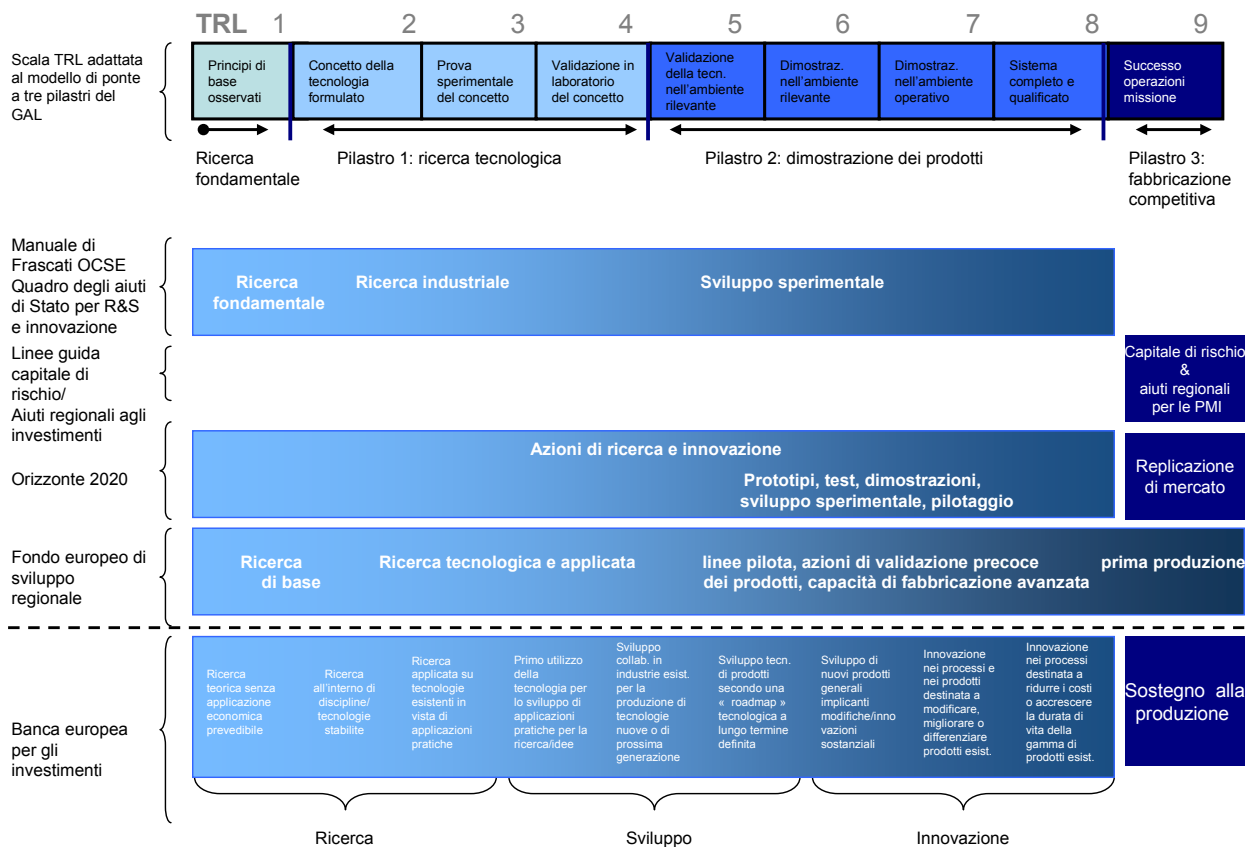 TRL 1 2 3 4 5 6 7 8 9
Scala TRL adattata
al modello di ponte
a tre pilastri del
GAL
Principi di
base
osservati
Concetto della
tecnologia
formulato
Prova
sperimentale
del concetto
Validazione in
laboratorio
del concetto
Validazione
della tecn.
nell'ambiente
rilevante
Dimostraz.
nell'ambiente
rilevante
Dimostraz.
nell'ambiente
operativo
Sistema
completo e
qualificato
Successo
operazioni
missione
Ricerca
fondamentale
Pilastro 1: ricerca tecnologica
Pilastro 2: dimostrazione dei prodotti
Pilastro 3:
fabbricazione
competitiva
Manuale di
Frascati OCSE
Quadro degli aiuti
di Stato per R&S
e innovazione
Ricerca
fondamentale
Ricerca industriale
Sviluppo sperimentale
Linee guida
capitale di
rischio/
Aiuti regionali agli
investimenti
Capitale di rischio
&
aiuti regionali
per le PMI
Orizzonte 2020
Azioni di ricerca e innovazione
Prototipi, test, dimostrazioni,
sviluppo sperimentale, pilotaggio
Replicazione
di mercato
Fondo europeo di
sviluppo
regionale
Ricerca
di base
Ricerca tecnologica e applicata
linee pilota, azioni di validazione precoce
dei prodotti, capacità di fabbricazione avanzata
prima produzione
Banca europea
per gli
investimenti
Ricerca
teorica senza
applicazione
economica
prevedibile
Ricerca
all'interno di
discipline/
tecnologie
stabilite
Ricerca
applicata su
tecnologie
esistenti in
vista di
applicazioni
pratiche
Primo utilizzo
della
tecnologia per
lo sviluppo di
applicazioni
pratiche per la
ricerca/idee
Sviluppo
collab. in
industrie esist.
per la
produzione di
tecnologie
nuove o di
prossima
generazione
Sviluppo tecn.
di prodotti
secondo una
« roadmap »
tecnologica a
lungo termine
definita
Sviluppo di
nuovi prodotti
generali
implicanti
modifiche/inno
vazioni
sostanziali
Innovazione
nei processi e
nei prodotti
destinata a
modificare,
migliorare o
differenziare
prodotti esist.
Innovazione
nei processi
destinata a
ridurre i costi
o accrescere
la durata di
vita della
gamma di
prodotti esist.
Sostegno alla
produzione
Ricerca
Sviluppo
Innovazione